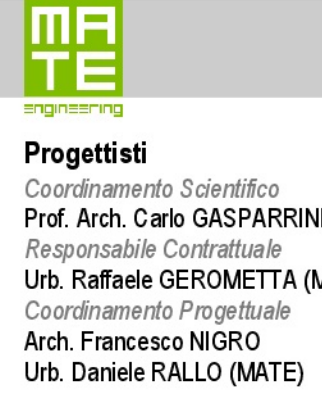 MA
TE
engineering
Progettisti
Coordinamento Scientifico
Prof. Arch. Carlo GASPARRINI
Responsabile Contrattuale
Urb. Raffaele GEROMETTA (M
Coordinamento Progettuale
Arch. Francesco NIGRO
Urb. Daniele RALLO (MATE)